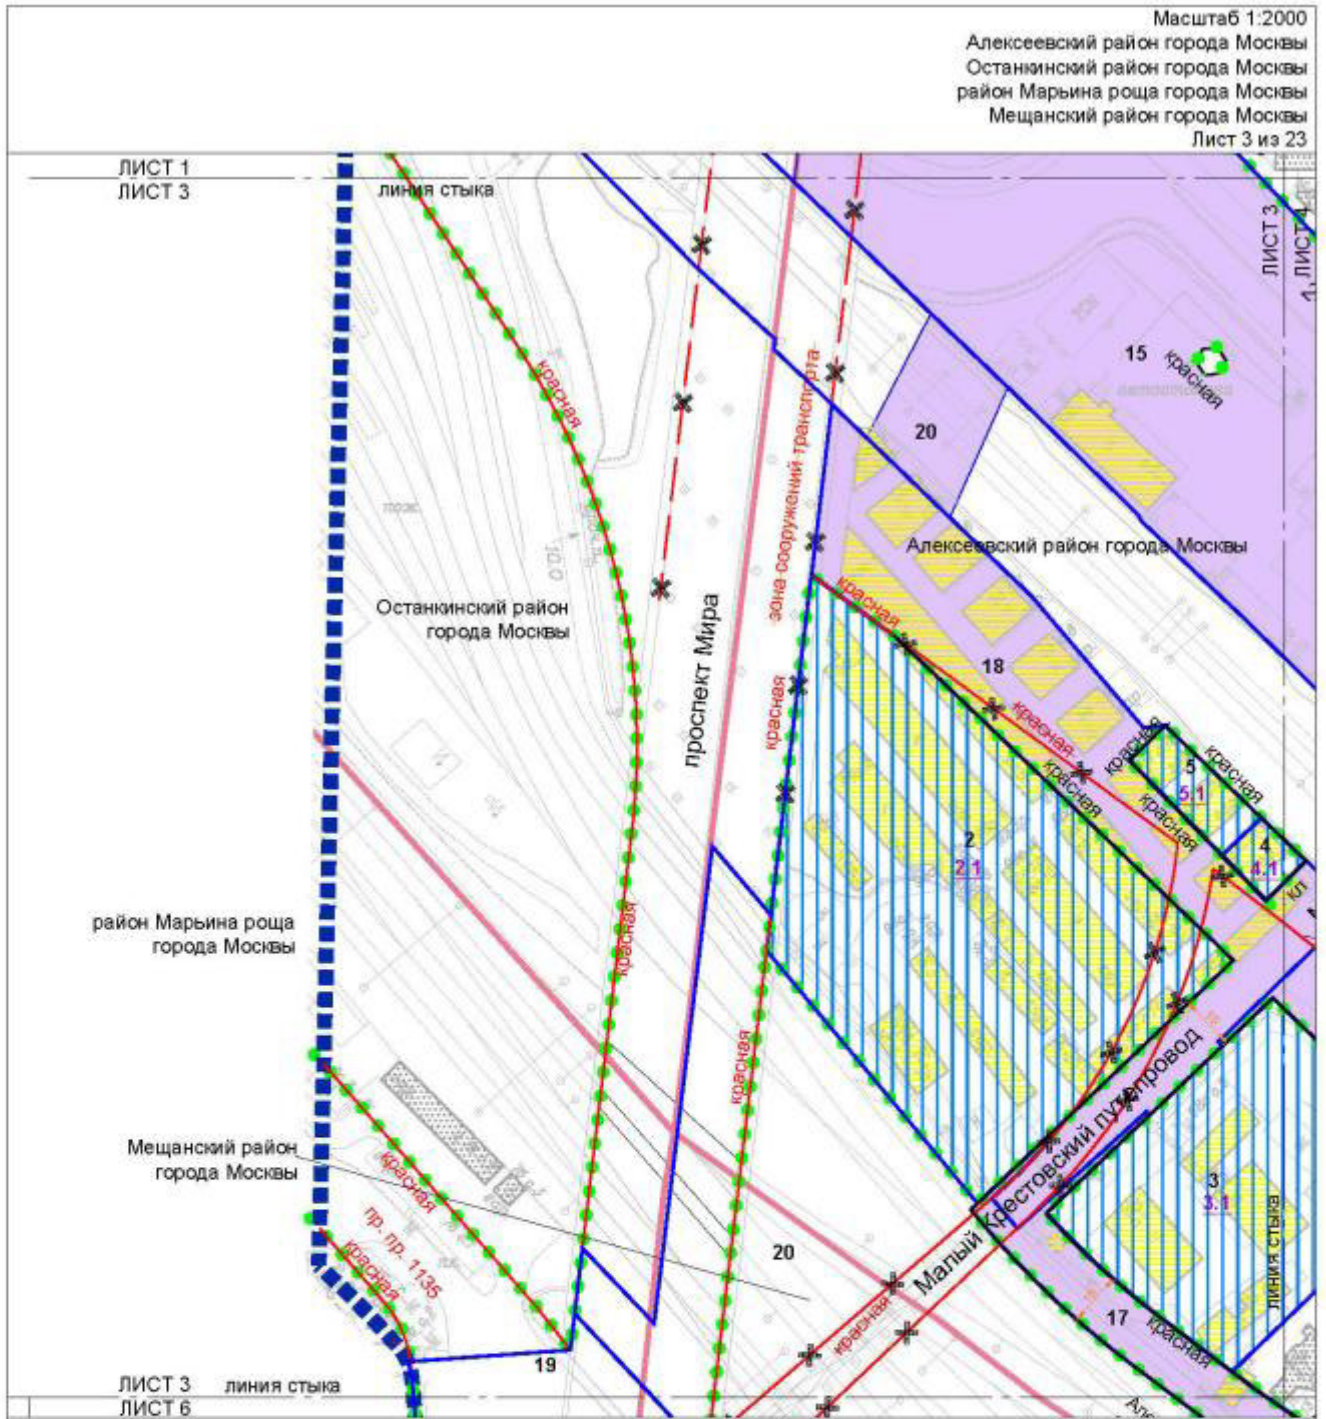 Масштаб 1:2000
Алексеевский район города Москвы
Останкинский район города Москвы
район Марьина роща города Москвы
Мещанский район города Москвы
Лист 3 из 23
ЛИСТ 1
ЛИСТ 3
линия стыка
ЛИСТ 3
ЛИСТ 4
15
красная
красная
зона сооружений транспорта
20
Алексеевский район города Москвы
Останкинский район
города Москвы
проспект Мира
красная
18
красная
красная
красная
красная
красная
красная
5
5.1
4
4.1
2
2.1
красная
район Марьина роща
города Москвы
красная
Малый Крестовский путепровод
Мещанский район
города Москвы
красная
пр. пр. 1135
красная
20
3
3.1
линия стыка
красная
17
красная
19
ЛИСТ 3
линия стыка
ЛИСТ 6